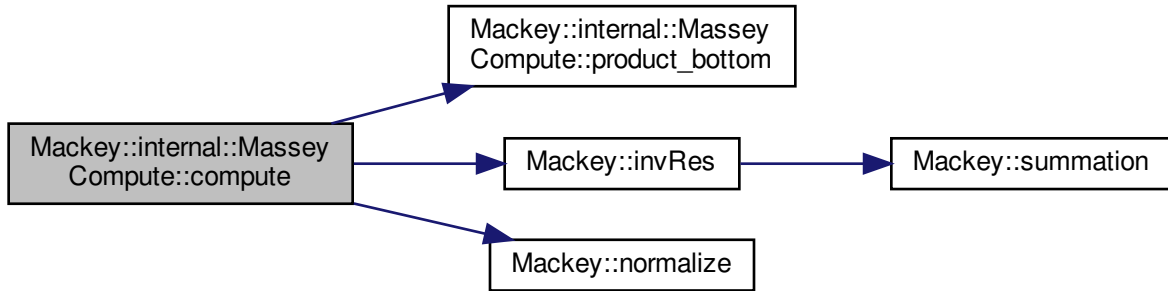 Mackey::internal::Massey
Compute::product_bottom
Mackey::internal::Massey
Compute::compute
Mackey::invRes
Mackey::summation
Mackey::normalize